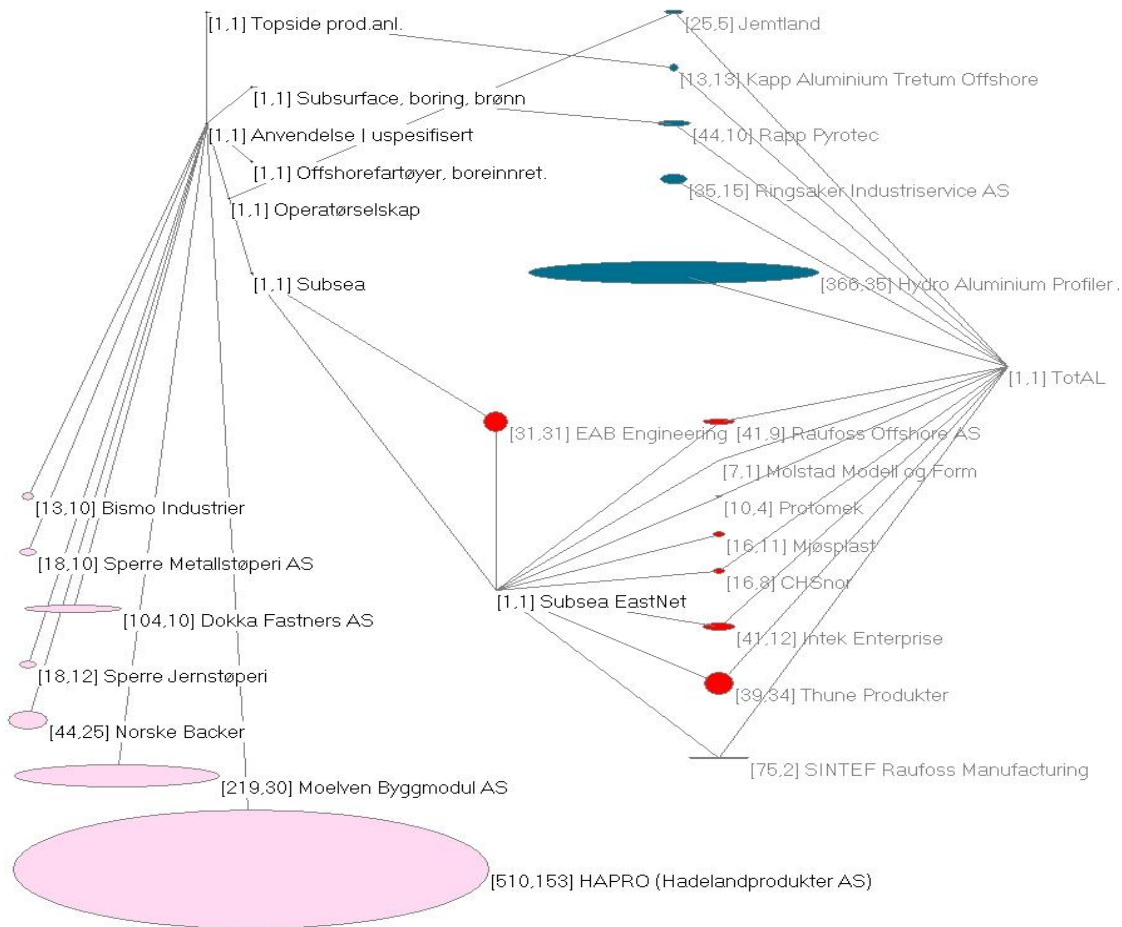 [1,1] Topside prod.anl.
[25,5] Jemtland
[13,13] Kapp Aluminium Tretum Offshore
[1,1] Subsurface, boring, brønn
[1,1] Anvendelse I uspesifisert
[44,10] Rapp Pyrotec
[1,1] Offshorefartøyer, boreinnret.
[35,15] Ringsaker Industriservice AS
[1,1] Operatørselskap
[1,1] Subsea
[366,35] Hydro Aluminium Profiler .
[1,1] TotAL
[31,31] EAB Engineering
[41,9] Raufoss Offshore AS
[7,1] Molstad Modell og Form
[13,10] Bismo Industrier
[10,4] Protomek
[16,11] Mjøsplast
[18,10] Sperre Metallstøperi AS
[16,8] CHSnor
[1,1] Subsea EastNet
[104,10] Dokka Fastners AS
[41,12] Intek Enterprise
[18,12] Sperre Jernstøperi
[39,34] Thune Produkter
[44,25] Norske Backer
[75,2] SINTEF Raufoss Manufacturing
[219,30] Moelven Byggmodul AS
[510,153] HAPRO (Hadelandprodukter AS)